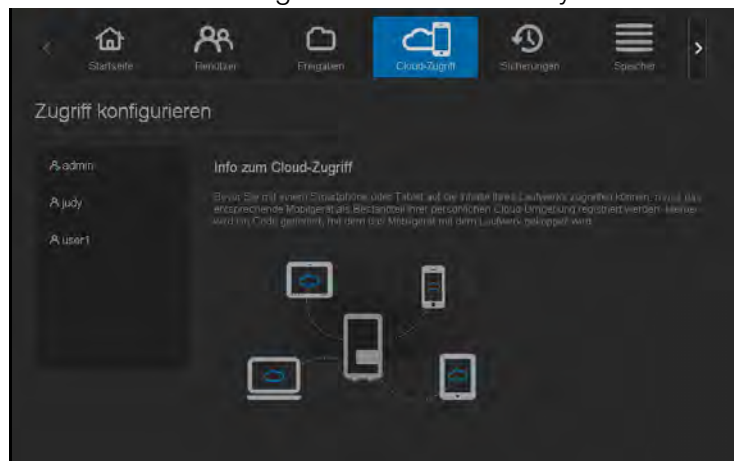 Startseite
Benutzer
Freigaben
Cloud-Zugriff
Sicherungen
Speicher
Zugriff konfigurieren
admin
judy
user1
Info zum Cloud-Zugriff
Bevor Sie mit einem Smartphone oder Tablet auf die Inhalte Ihres Laufwerks zugreifen können, muss das
entsprechende Mobilgerät als Bestandteil Ihrer persönlichen Cloud-Umgebung registriert werden. Hierfür
wird ein Code generiert, mit dem das Mobilgerät mit dem Laufwerk gekoppelt wird.